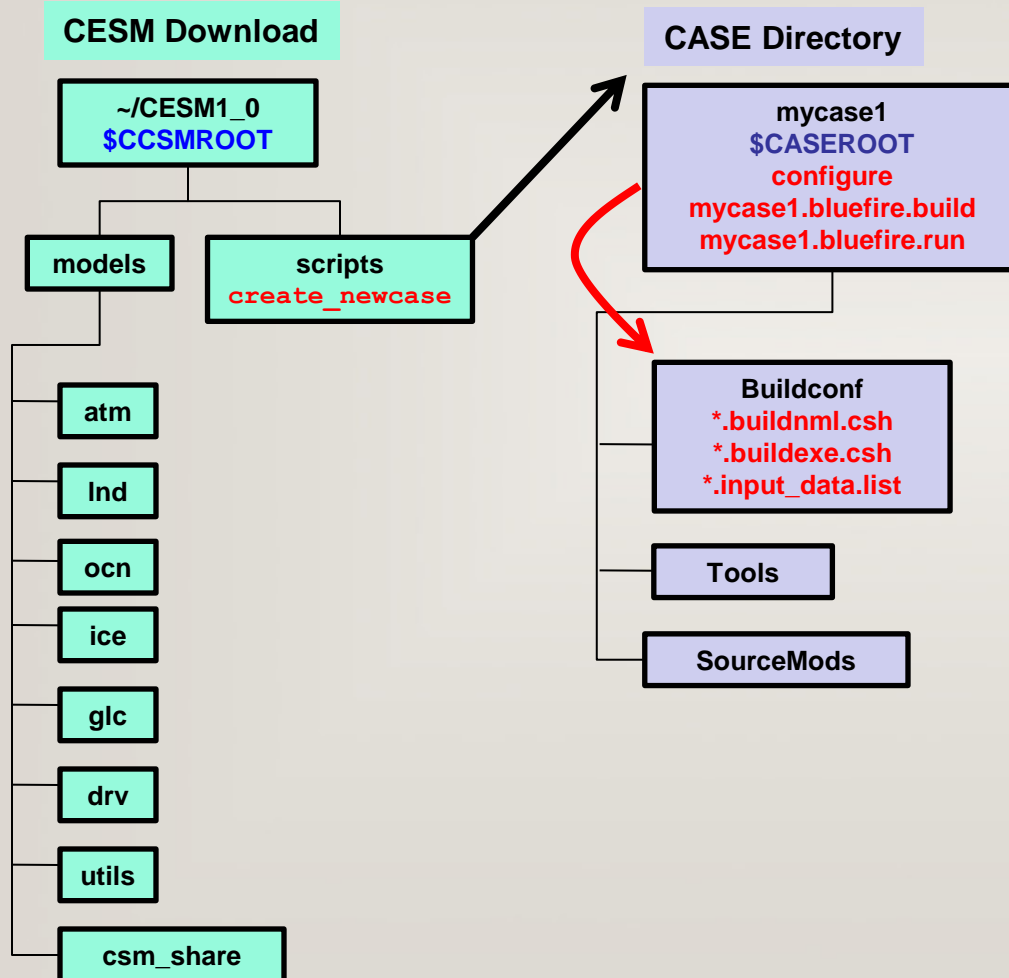 CESM Download
~/CESM1_0
$CCSMROOT
models
scripts
create_newcase
atm
lnd
ocn
ice
glc
drv
utils
csm_share
CASE Directory
mycase1
$CASEROOT
configure
mycase1.bluefire.build
mycase1.bluefire.run
Buildconf
*.buildnml.csh
*.buildexe.csh
*.input_data.list
Tools
SourceMods